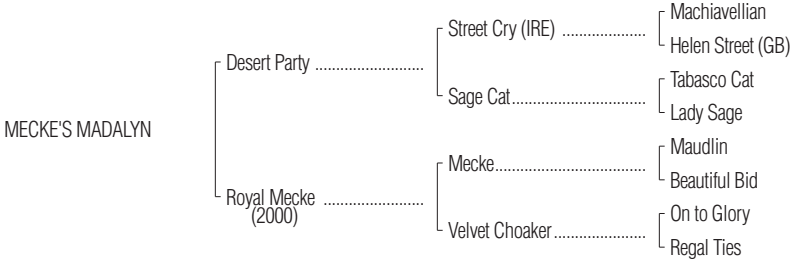 Machiavellian
Street Cry (IRE) ....................
Helen Street (GB)
Desert Party ..........................
Tabasco Cat
Sage Cat................................
Lady Sage
MECKE'S MADALYN
Maudlin
Mecke....................................
Beautiful Bid
Royal Mecke ........................
(2000)
On to Glory
Velvet Choaker......................
Regal Ties